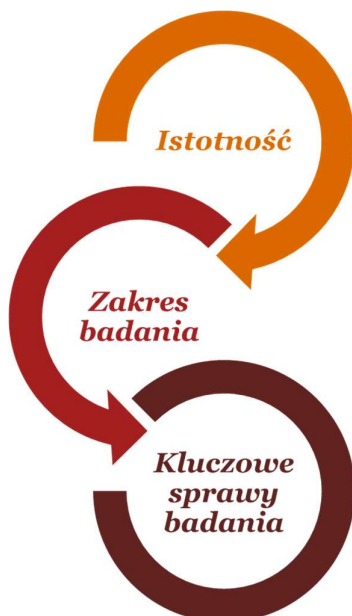 Istotność
Zakres
badania
Kluczowe
sprawy
badania